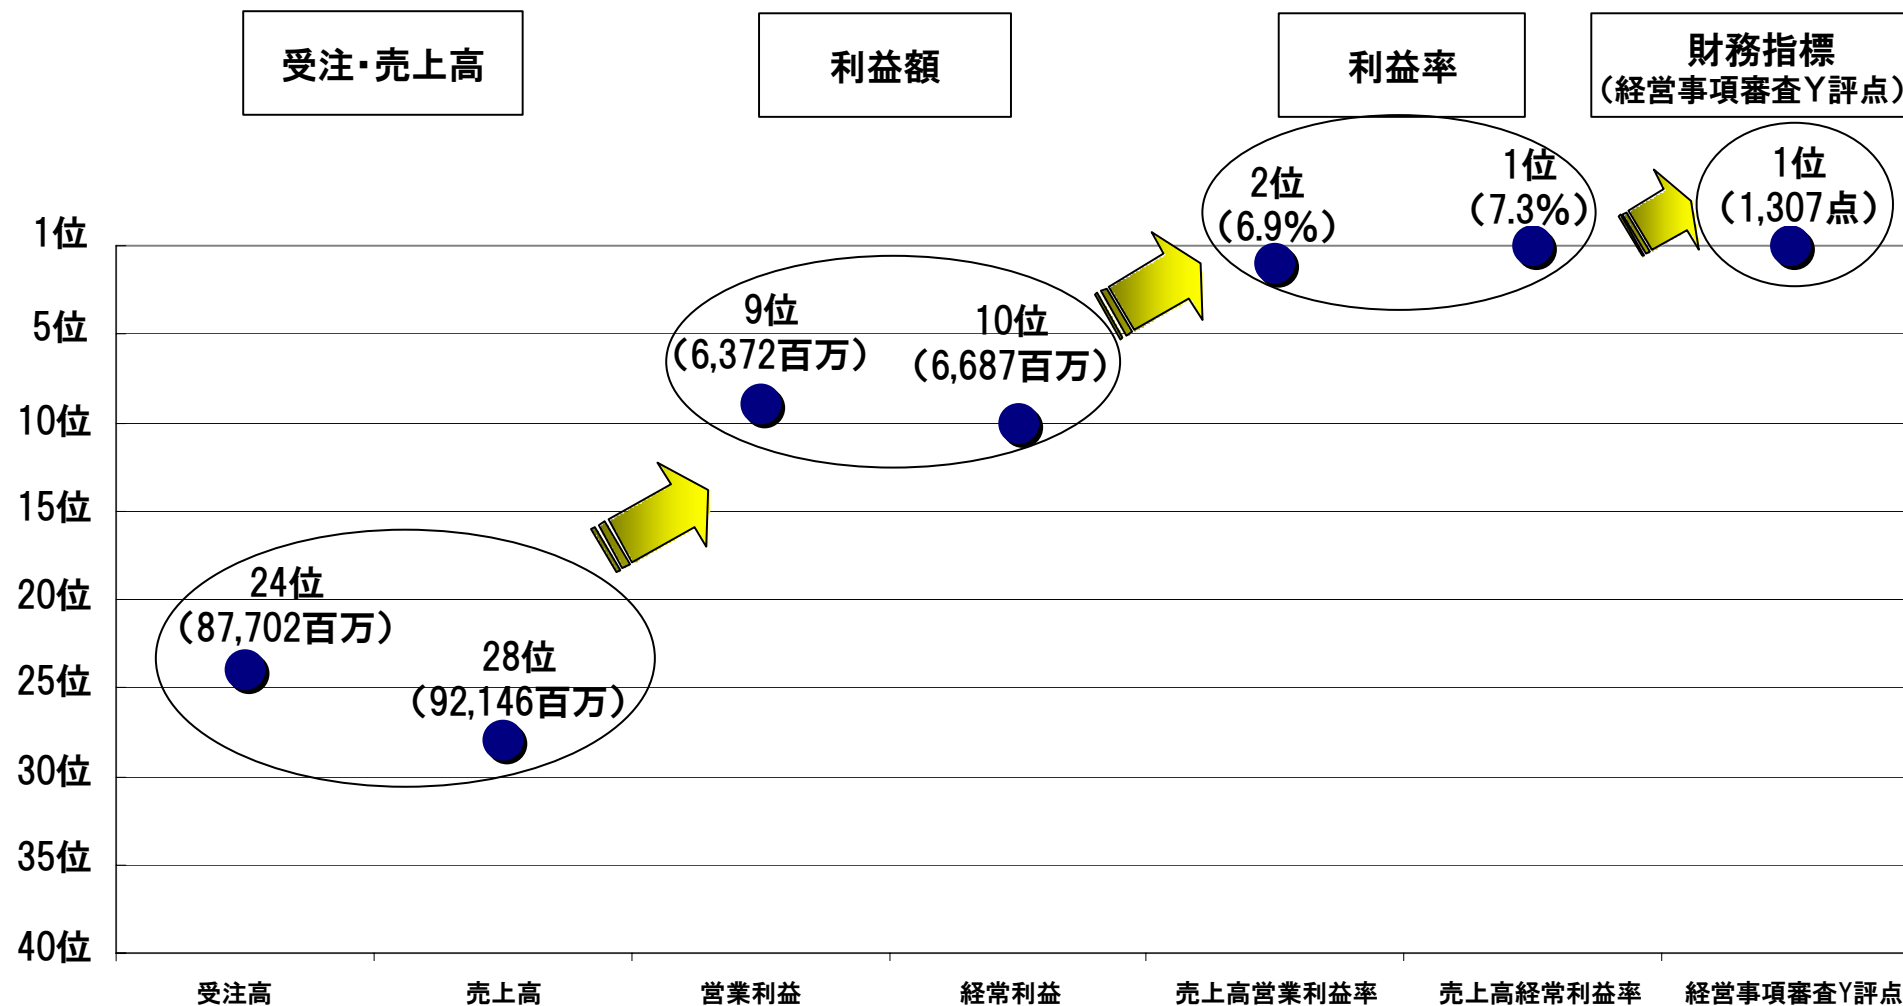 受注・売上高
利益額
利益率
財務指標
（経営事項審査Y評点）
1位
5位
10位
15位
20位
25位
30位
35位
40位
24位
（87,702百万）
28位
（92,146百万）
9位
（6,372百万）
10位
（6,687百万）
2位
（6.9%）
1位
（7.3%）
1位
（1,307点）
受注高
売上高
営業利益
経常利益
売上高営業利益率
売上高経常利益率
経営事項審査Y評点